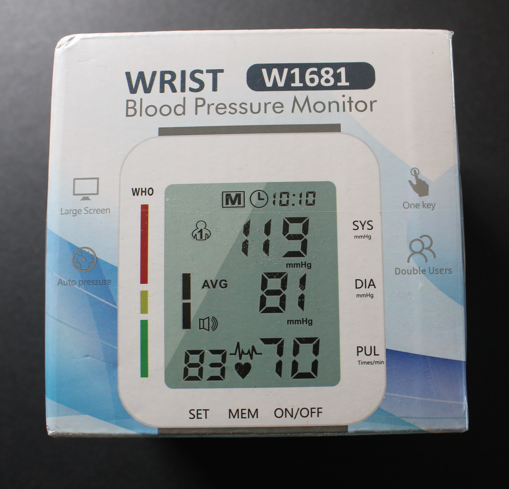 WRIST W1681
Blood Pressure Monitor
WHO
M 10:10
Large Screen
One key
1 119
SYS
mmHg
mmHg
Auto pressure
Double Users
AVG 81
DIA
mmHg
mmHg
83 70
PUL
Times/min
SET MEM ON/OFF